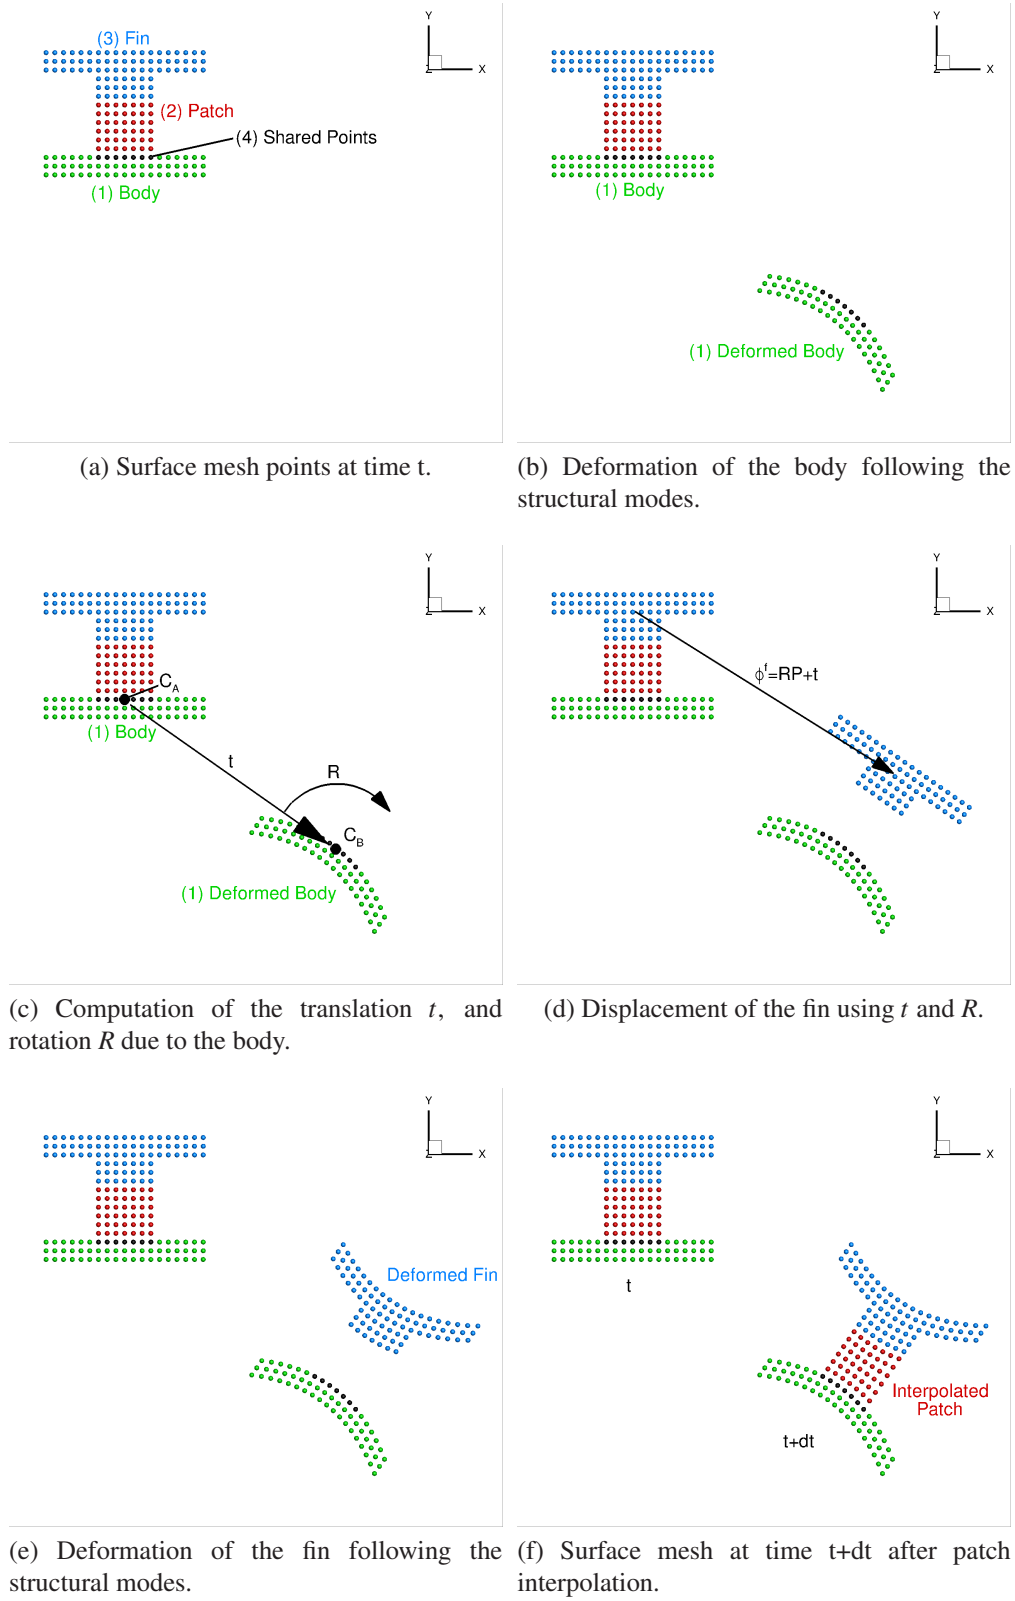 (3) Fin
Y
Z
X
(2) Patch
(4) Shared Points
(1) Body
Y
Z
X
(1) Body
(1) Deformed Body
(a) Surface mesh points at time t.
(b) Deformation of the body following the
structural modes.
Y
Z
X
C_A
(1) Body
t
R
C_B
(1) Deformed Body
Y
Z
X
ϕ^f=RP+t
(c) Computation of the translation t, and
rotation R due to the body.
(d) Displacement of the fin using t and R.
Y
Z
X
Deformed Fin
Y
Z
X
t
Interpolated
Patch
t+dt
(e) Deformation of the fin following the
structural modes.
(f) Surface mesh at time t+dt after patch
interpolation.